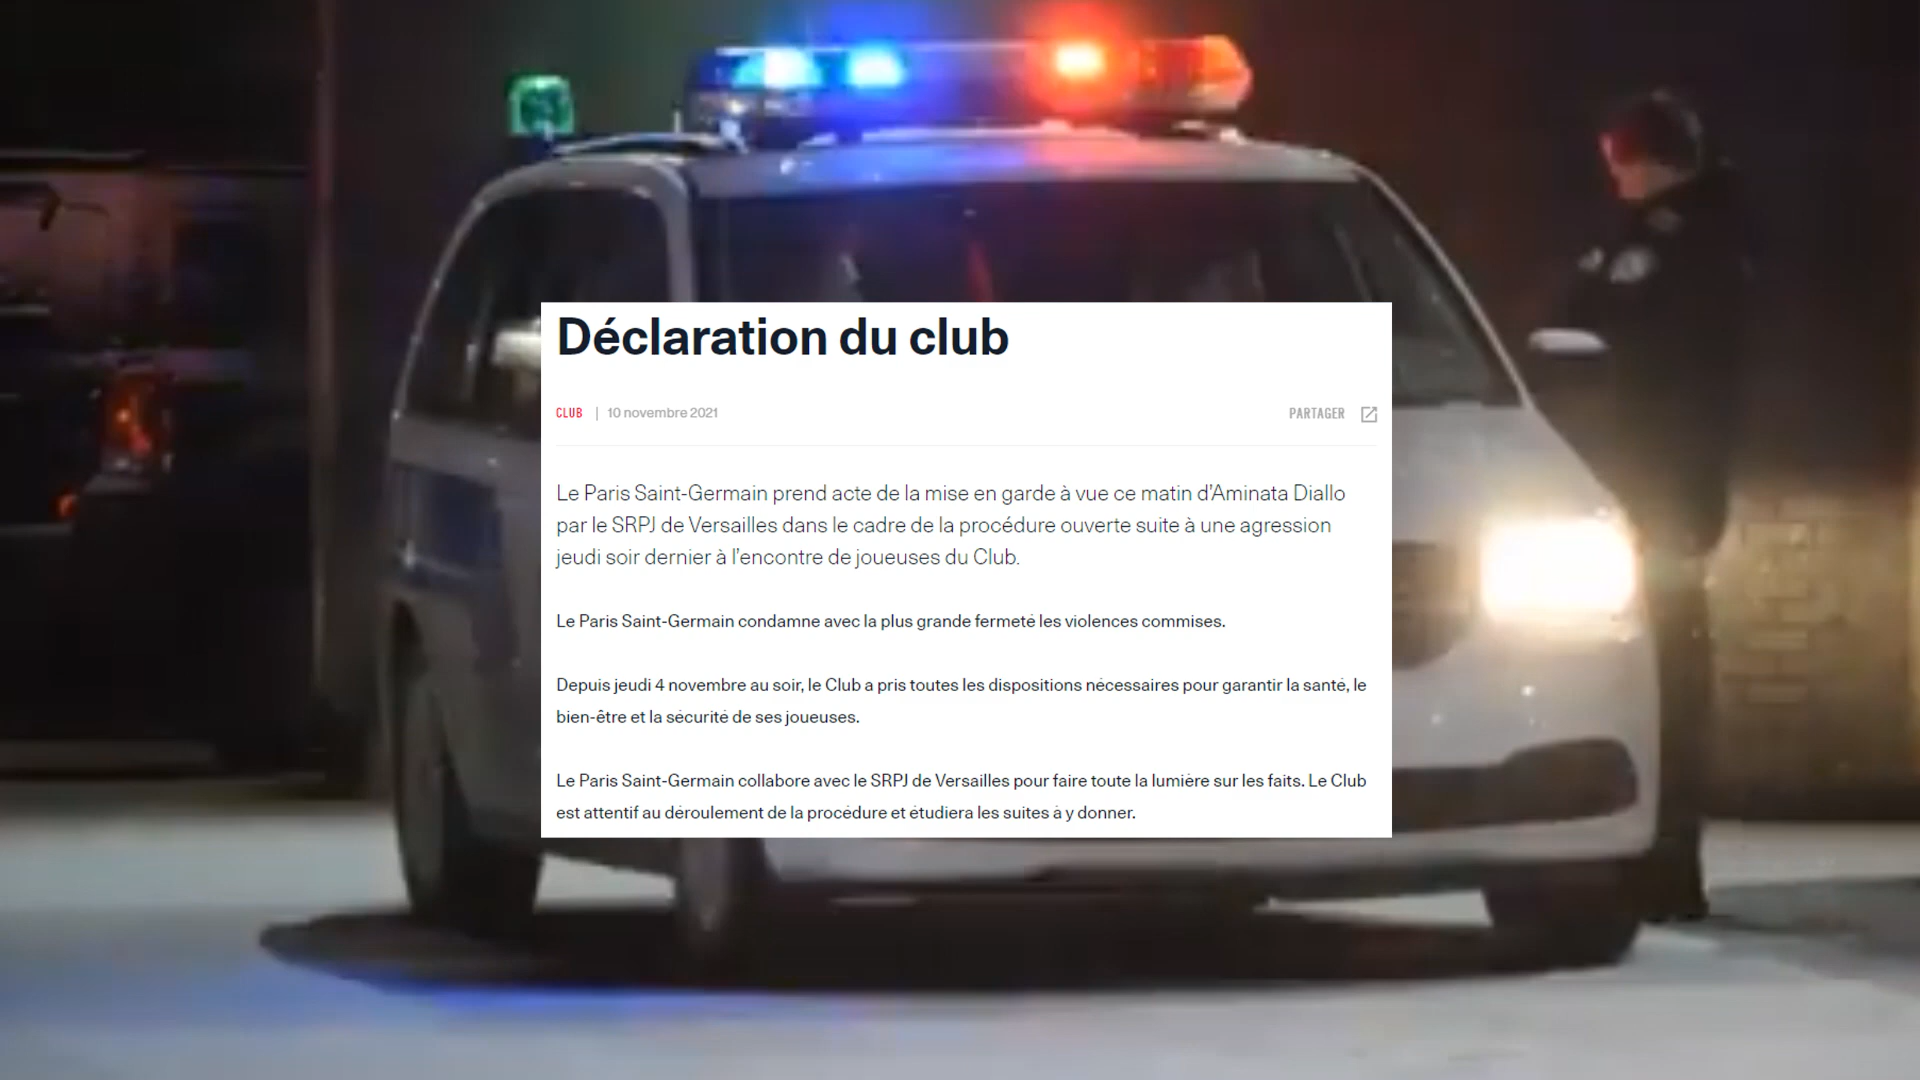 Déclaration du club
CLUB | 10 novembre 2021
PARTAGER
Le Paris Saint-Germain prend acte de la mise en garde à vue ce matin d'Aminata Diallo
par le SRPJ de Versailles dans le cadre de la procédure ouverte suite à une agression
jeudi soir dernier à l'encontre de joueuses du Club.
Le Paris Saint-Germain condamne avec la plus grande fermeté les violences commises.
Depuis jeudi 4 novembre au soir, le Club a pris toutes les dispositions nécessaires pour garantir la santé, le
bien-être et la sécurité de ses joueuses.
Le Paris Saint-Germain collabore avec le SRPJ de Versailles pour faire toute la lumière sur les faits. Le Club
est attentif au déroulement de la procédure et étudiera les suites à y donner.